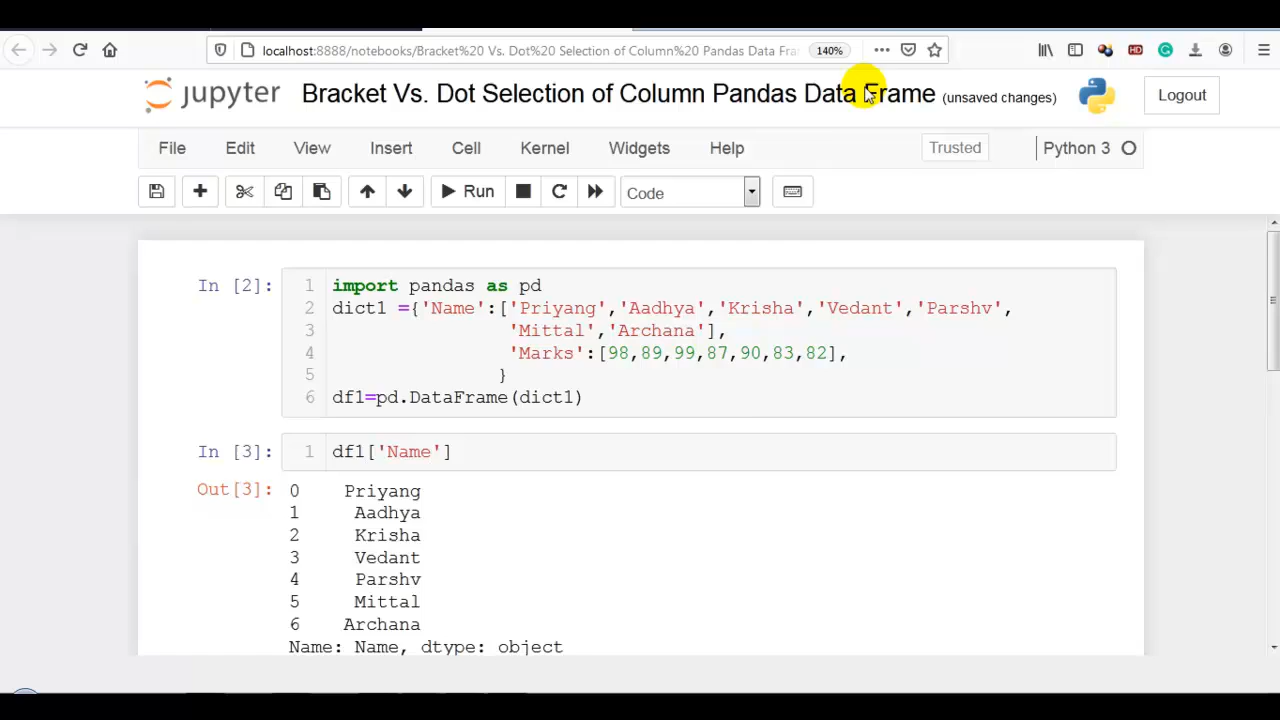 localhost:8888/notebooks/Bracket%20 Vs. Dot%20 Selection of Column%20 Pandas Data Fra 140%
jupyter Bracket Vs. Dot Selection of Column Pandas Data Frame (unsaved changes) Logout
File Edit View Insert Cell Kernel Widgets Help Trusted Python 3
Run Code
In [2]: 1 import pandas as pd
2 dict1 ={'Name':['Priyang','Aadhya','Krisha','Vedant','Parshv',
3 'Mittal','Archana'],
4 'Marks':[98,89,99,87,90,83,82],
5 }
6 df1=pd.DataFrame(dict1)
In [3]: 1 df1['Name']
Out[3]: 0 Priyang
1 Aadhya
2 Krisha
3 Vedant
4 Parshv
5 Mittal
6 Archana
Name: Name, dtype: object